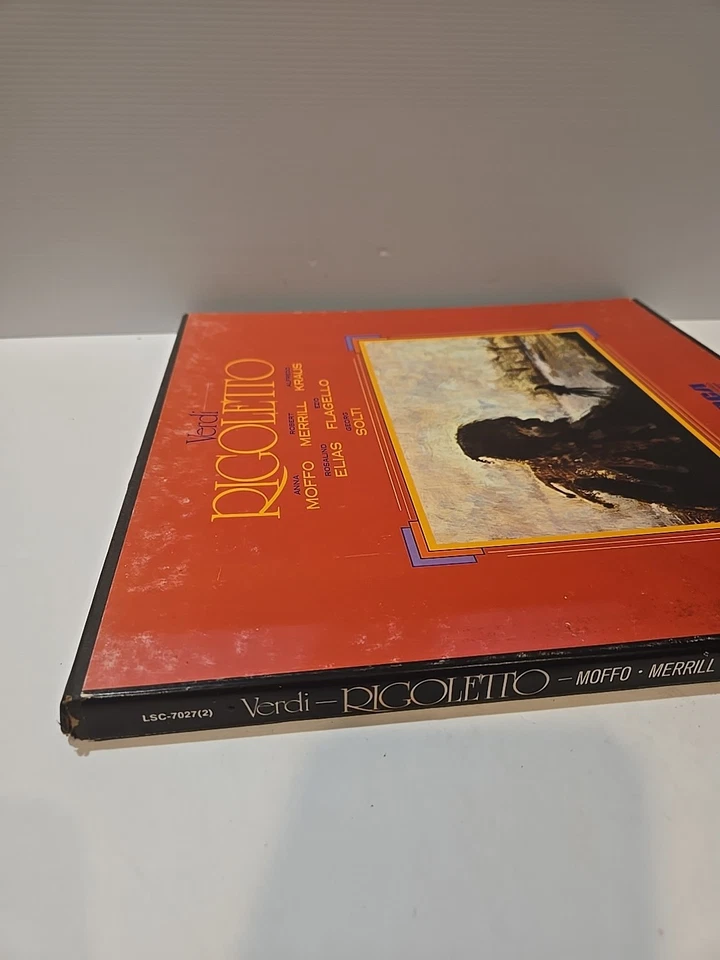 Verdi
RIGOLETTO
ANNA ROBERT ALFREDO
MOFFO MERRILL KRAUS
ROSALIND EZIO
ELIAS FLAGELLO
GEORG
SOLTI
LSC-7027(2) Verdi — RIGOLETTO — MOFFO · MERRILL